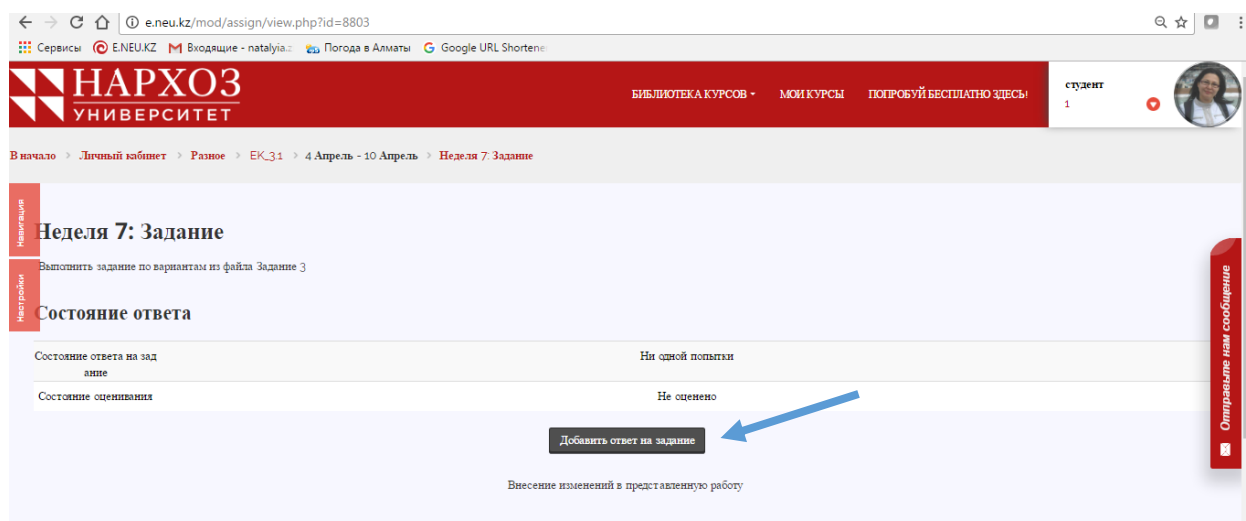 e.neu.kz/mod/assign/view.php?id=8803
Сервисы E.NEU.KZ Входящие - natalyia.z Погода в Алматы Google URL Shortene
НАРХОЗ
УНИВЕРСИТЕТ
БИБЛИОТЕКА КУРСОВ МОИ КУРСЫ ПОПРОБУЙ БЕСПЛАТНО ЗДЕСЬ!
студент
1
В начало > Личный кабинет > Разное > EK_3.1 > 4 Апрель - 10 Апрель > Неделя 7: Задание
Навигация
Настройки
Неделя 7: Задание
Выполнить задание по вариантам из файла Задание 3
Состояние ответа
Состояние ответа на зад
ание
Ни одной попытки
Состояние оценивания
Не оценено
Добавить ответ на задание
Внесение изменений в представленную работу
Отправьте нам сообщение